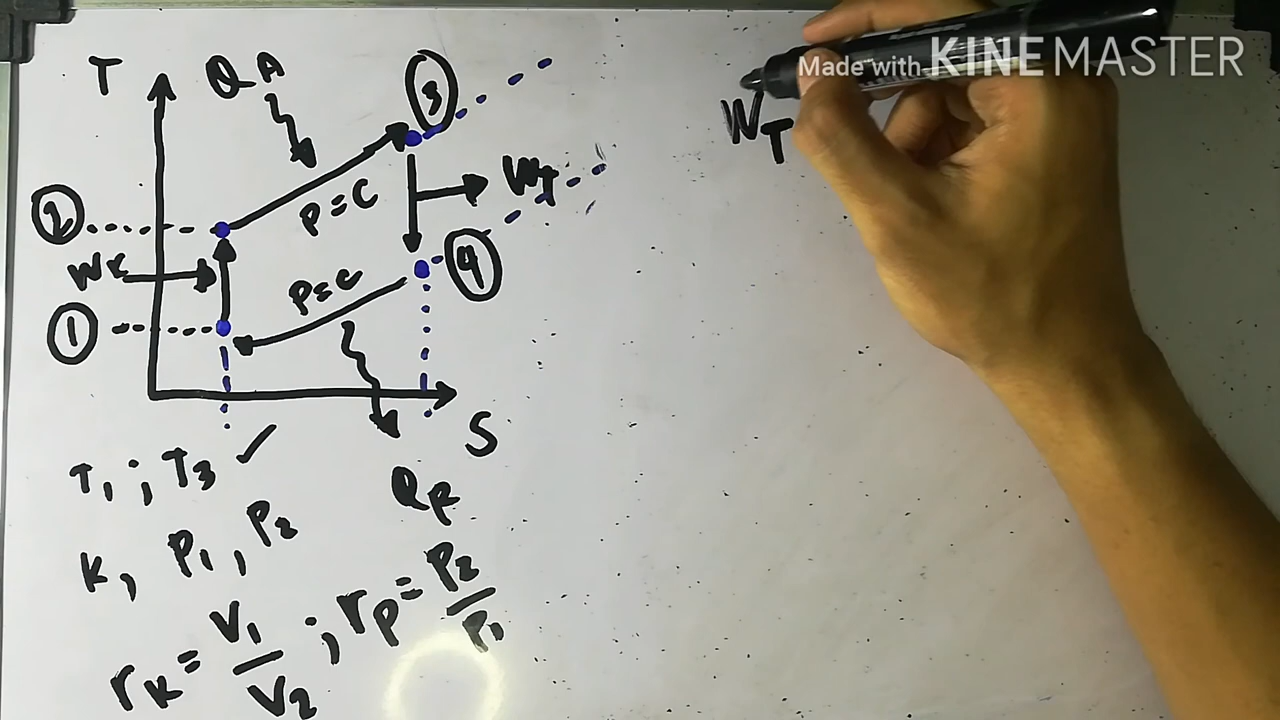 Made with KINEMASTER
T QA 3
WT
2 P=C WT
WK P=C 4
1
S
T1 ; T3 ✓
QR
K, P1, P2
rK = V1/V2 ; rP = P2/P1